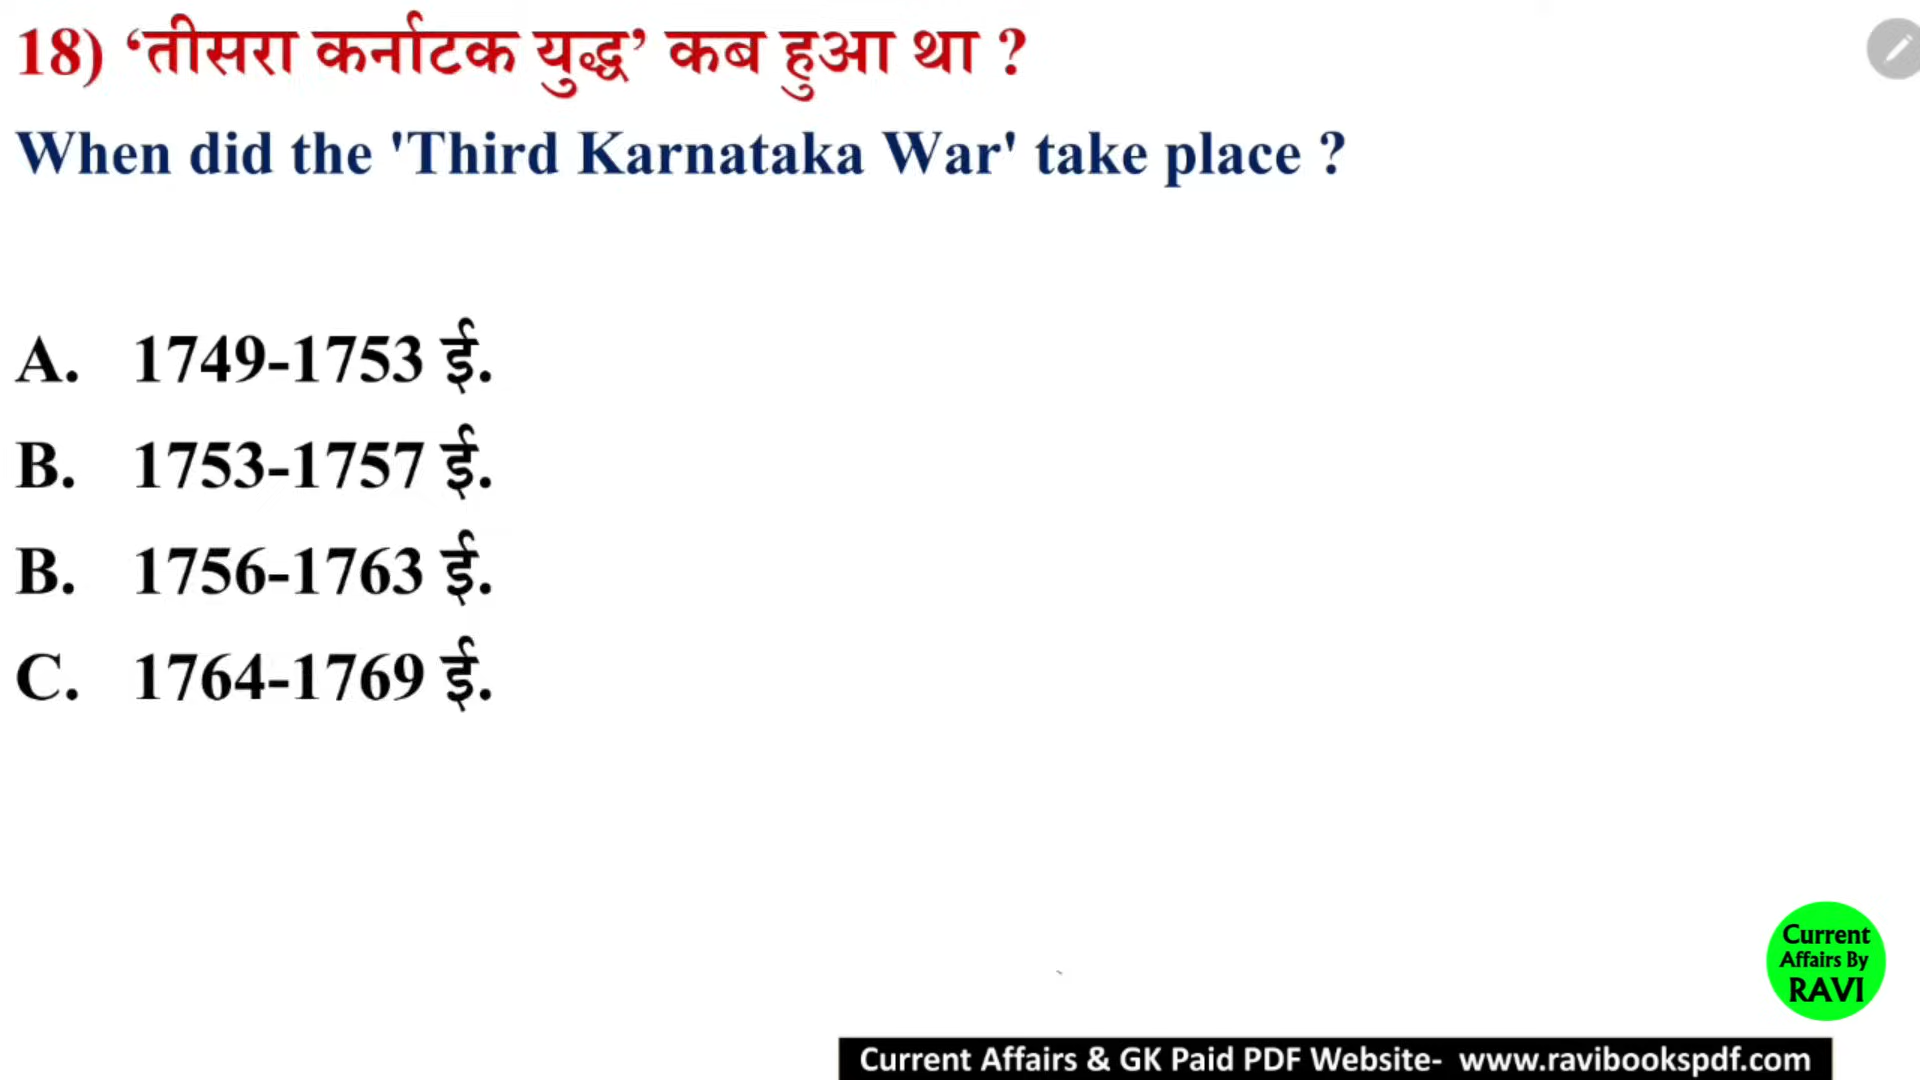 18) ‘तीसरा कर्नाटक युद्ध’ कब हुआ था ?
When did the 'Third Karnataka War' take place ?
A. 1749-1753 ई.
B. 1753-1757 ई.
B. 1756-1763 ई.
C. 1764-1769 ई.
Current
Affairs By
RAVI
Current Affairs & GK Paid PDF Website- www.ravibookspdf.com